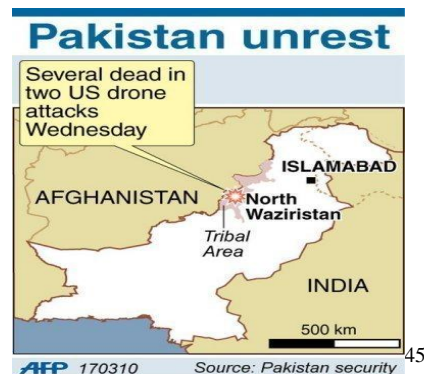 Pakistan unrest
Several dead in
two US drone
attacks
Wednesday
ISLAMABAD
AFGHANISTAN
North
Waziristan
Tribal
Area
INDIA
500 km
45
AFP 170310 Source: Pakistan security